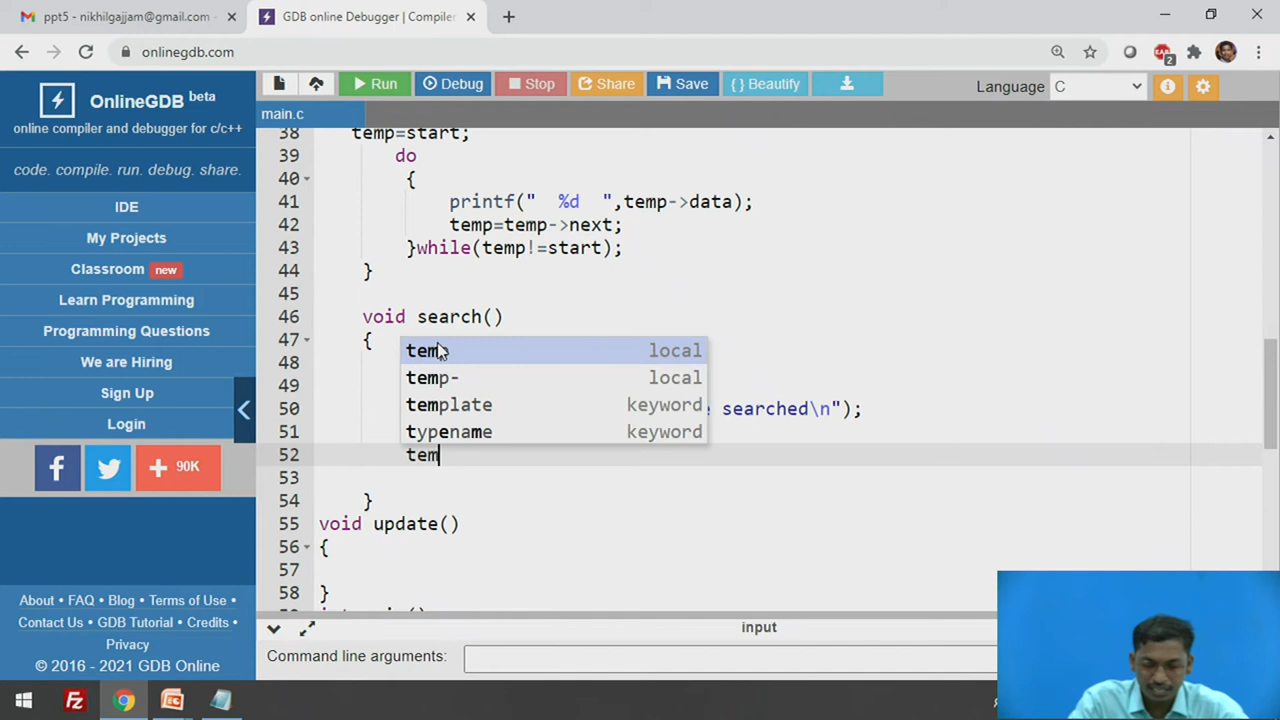 ppt5 - nikhilgajjam@gmail.com
GDB online Debugger | Compiler
onlinegdb.com
2
OnlineGDB beta
online compiler and debugger for c/c++
code. compile. run. debug. share.
IDE
My Projects
Classroom new
Learn Programming
Programming Questions
We are Hiring
Sign Up
Login
90K
About • FAQ • Blog • Terms of Use •
Contact Us • GDB Tutorial • Credits •
Privacy
© 2016 - 2021 GDB Online
Run Debug Stop Share Save { } Beautify
Language C
main.c
38 temp=start;
39 do
40 {
41 printf("  %d  ",temp->data);
42 temp=temp->next;
43 }while(temp!=start);
44 }
45
46 void search()
47 {
48
49
50 searched\n");
51
52 tem
53
54 }
55 void update()
56 {
57
58 }
temp local
temp- local
template keyword
typename keyword
input
Command line arguments: